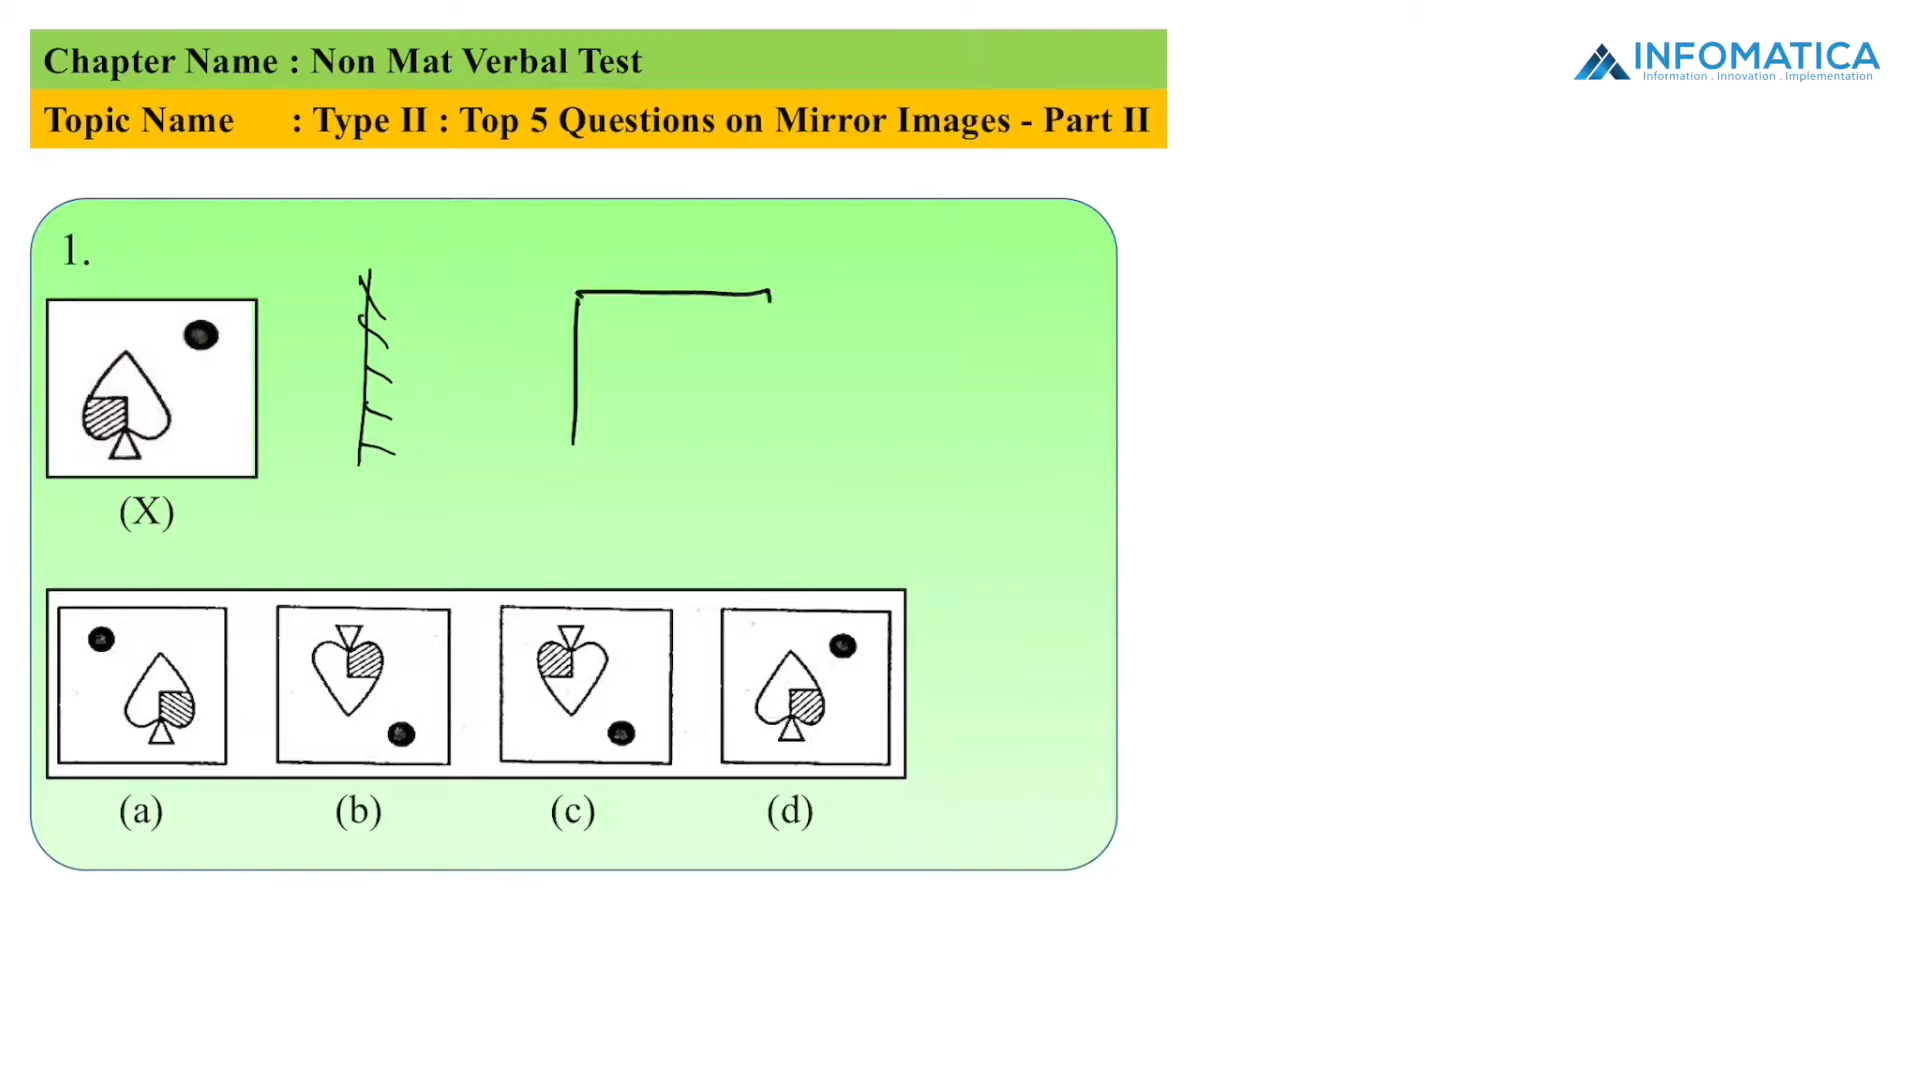 Chapter Name : Non Mat Verbal Test
INFOMATICA
Information . Innovation . Implementation
Topic Name : Type II : Top 5 Questions on Mirror Images - Part II
1.
(X)
(a) (b) (c) (d)